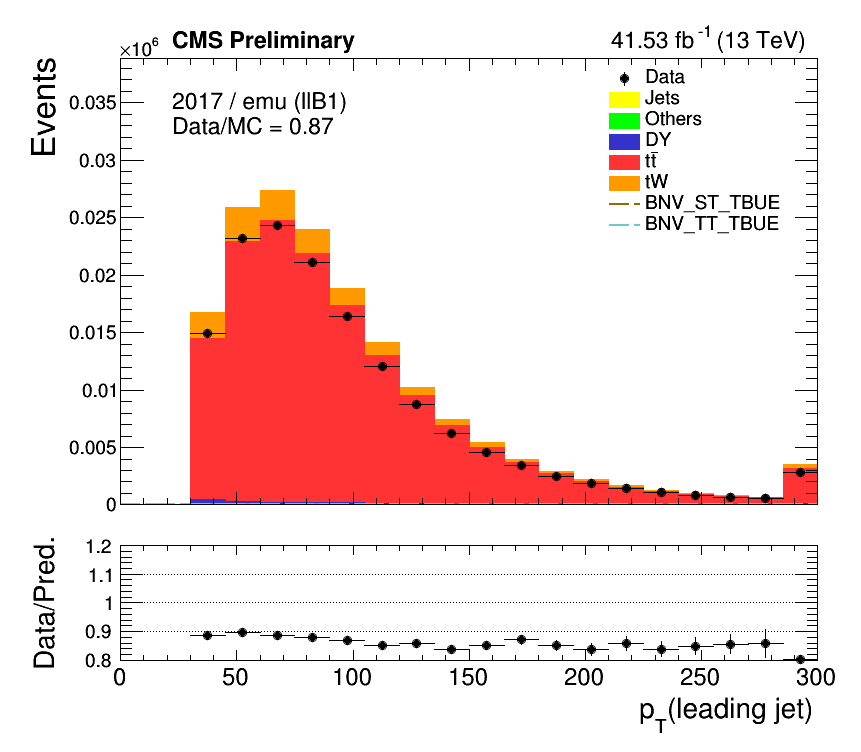 ×10⁶ CMS Preliminary 41.53 fb⁻¹ (13 TeV)
Events
2017 / emu (llB1)
Data/MC = 0.87
Data
Jets
Others
DY
tt̄
tW
BNV_ST_TBUE
BNV_TT_TBUE
0.035
0.03
0.025
0.02
0.015
0.01
0.005
0
Data/Pred.
1.2
1.1
1
0.9
0.8
0 50 100 150 200 250 300
p_T(leading jet)